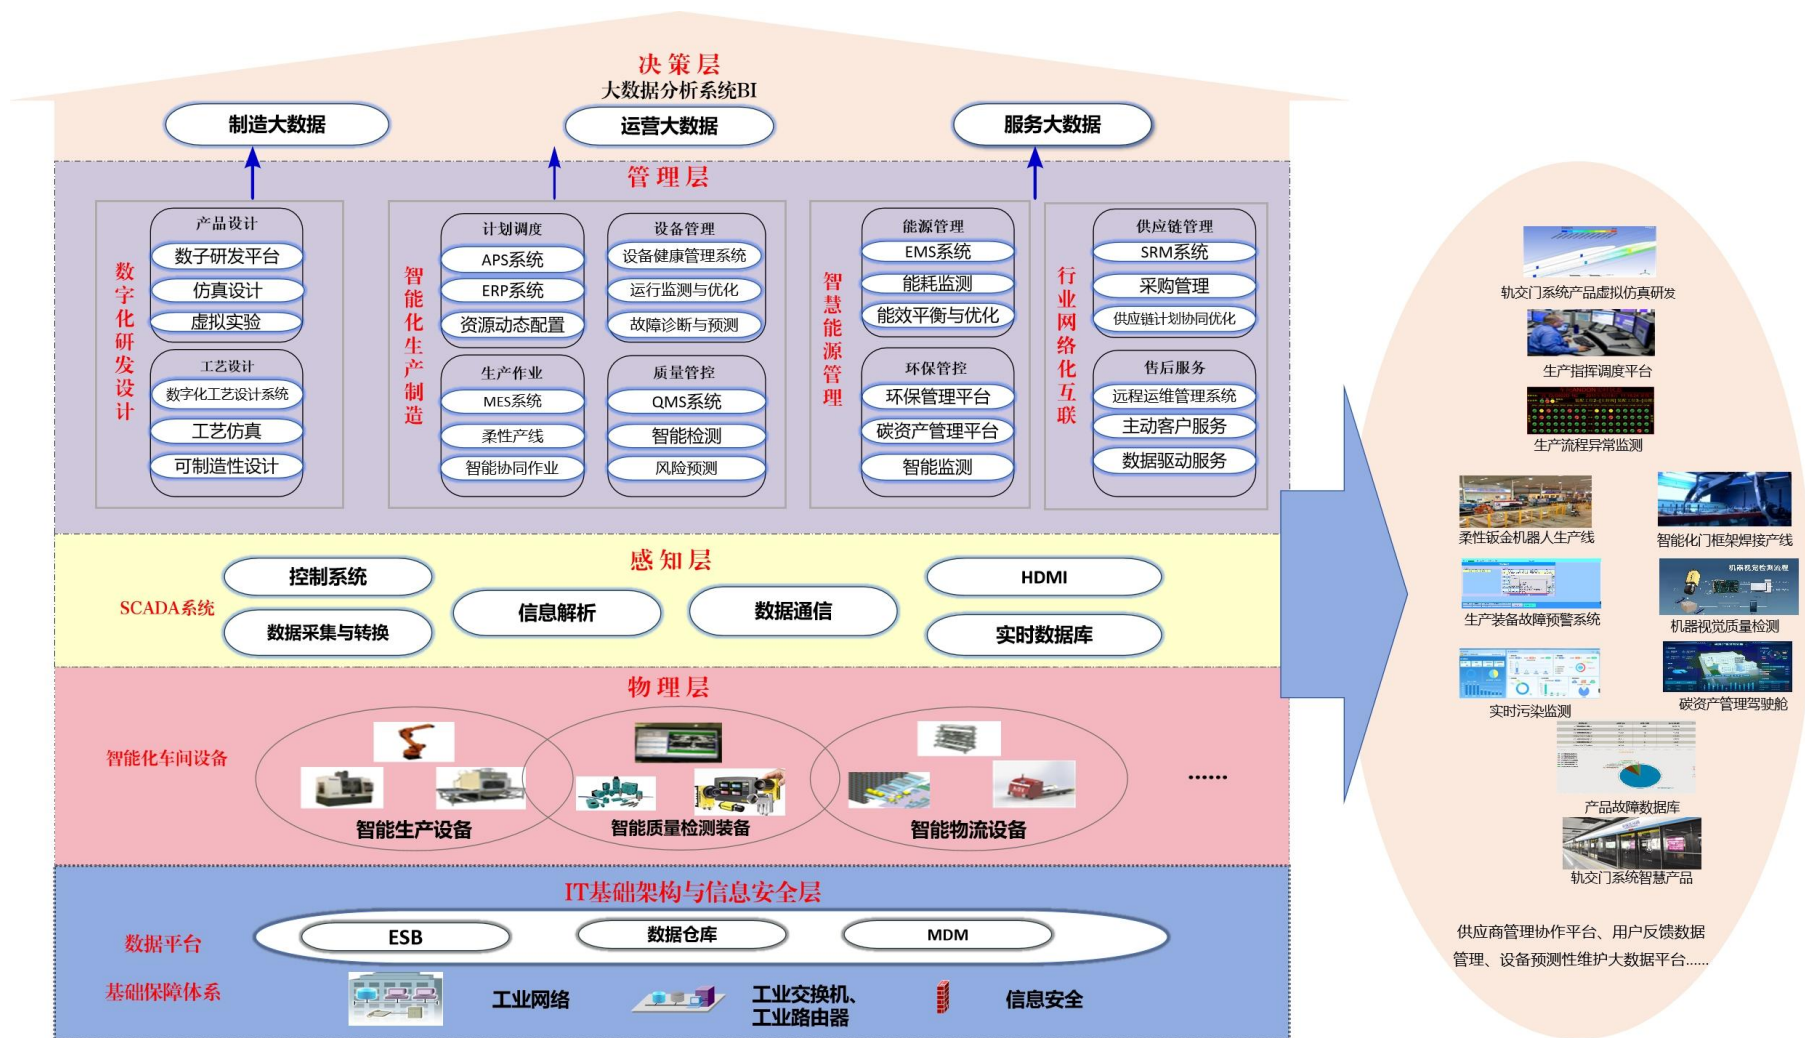 决策层
大数据分析系统BI
制造大数据
运营大数据
服务大数据
管理层
数字化研发设计
产品设计
数子研发平台
仿真设计
虚拟实验
工艺设计
数字化工艺设计系统
工艺仿真
可制造性设计
智能化生产制造
计划调度
APS系统
ERP系统
资源动态配置
设备管理
设备健康管理系统
运行监测与优化
故障诊断与预测
生产作业
MES系统
柔性产线
智能协同作业
质量管控
QMS系统
智能检测
风险预测
智慧能源管理
能源管理
EMS系统
能耗监测
能效平衡与优化
环保管控
环保管理平台
碳资产管理平台
智能监测
行业网络化互联
供应链管理
SRM系统
采购管理
供应链计划协同优化
售后服务
远程运维管理系统
主动客户服务
数据驱动服务
感知层
SCADA系统
控制系统
数据采集与转换
信息解析
数据通信
HDMI
实时数据库
物理层
智能化车间设备
智能生产设备
智能质量检测装备
智能物流设备
......
IT基础架构与信息安全层
数据平台
ESB
数据仓库
MDM
基础保障体系
工业网络
工业交换机、
工业路由器
信息安全
轨交门系统产品虚拟仿真研发
生产指挥调度平台
生产流程异常监测
柔性钣金机器人生产线
智能化门框架焊接产线
生产装备故障预警系统
机器视觉检测流程
机器视觉质量检测
实时污染监测
碳资产管理驾驶舱
产品故障数据库
轨交门系统智慧产品
供应商管理协作平台、用户反馈数据
管理、设备预测性维护大数据平台......